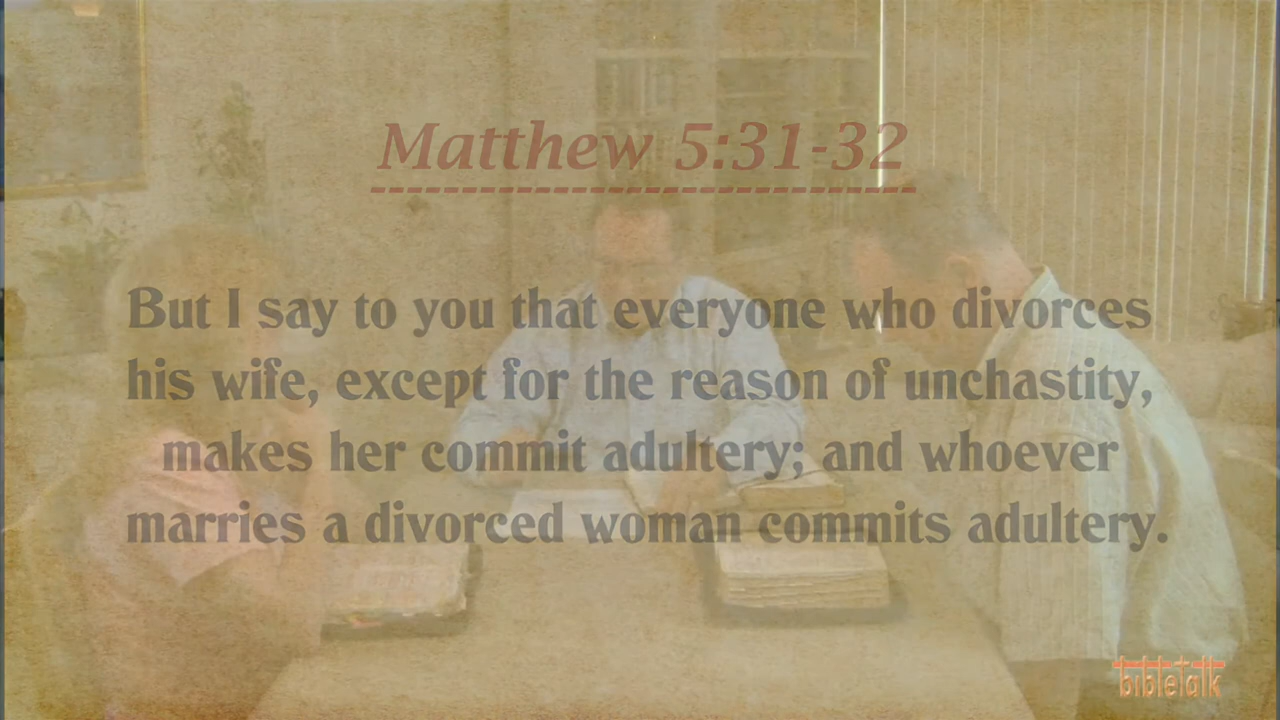 Matthew 5:31-32
But I say to you that everyone who divorces
his wife, except for the reason of unchastity,
makes her commit adultery; and whoever
marries a divorced woman commits adultery.
bibletalk